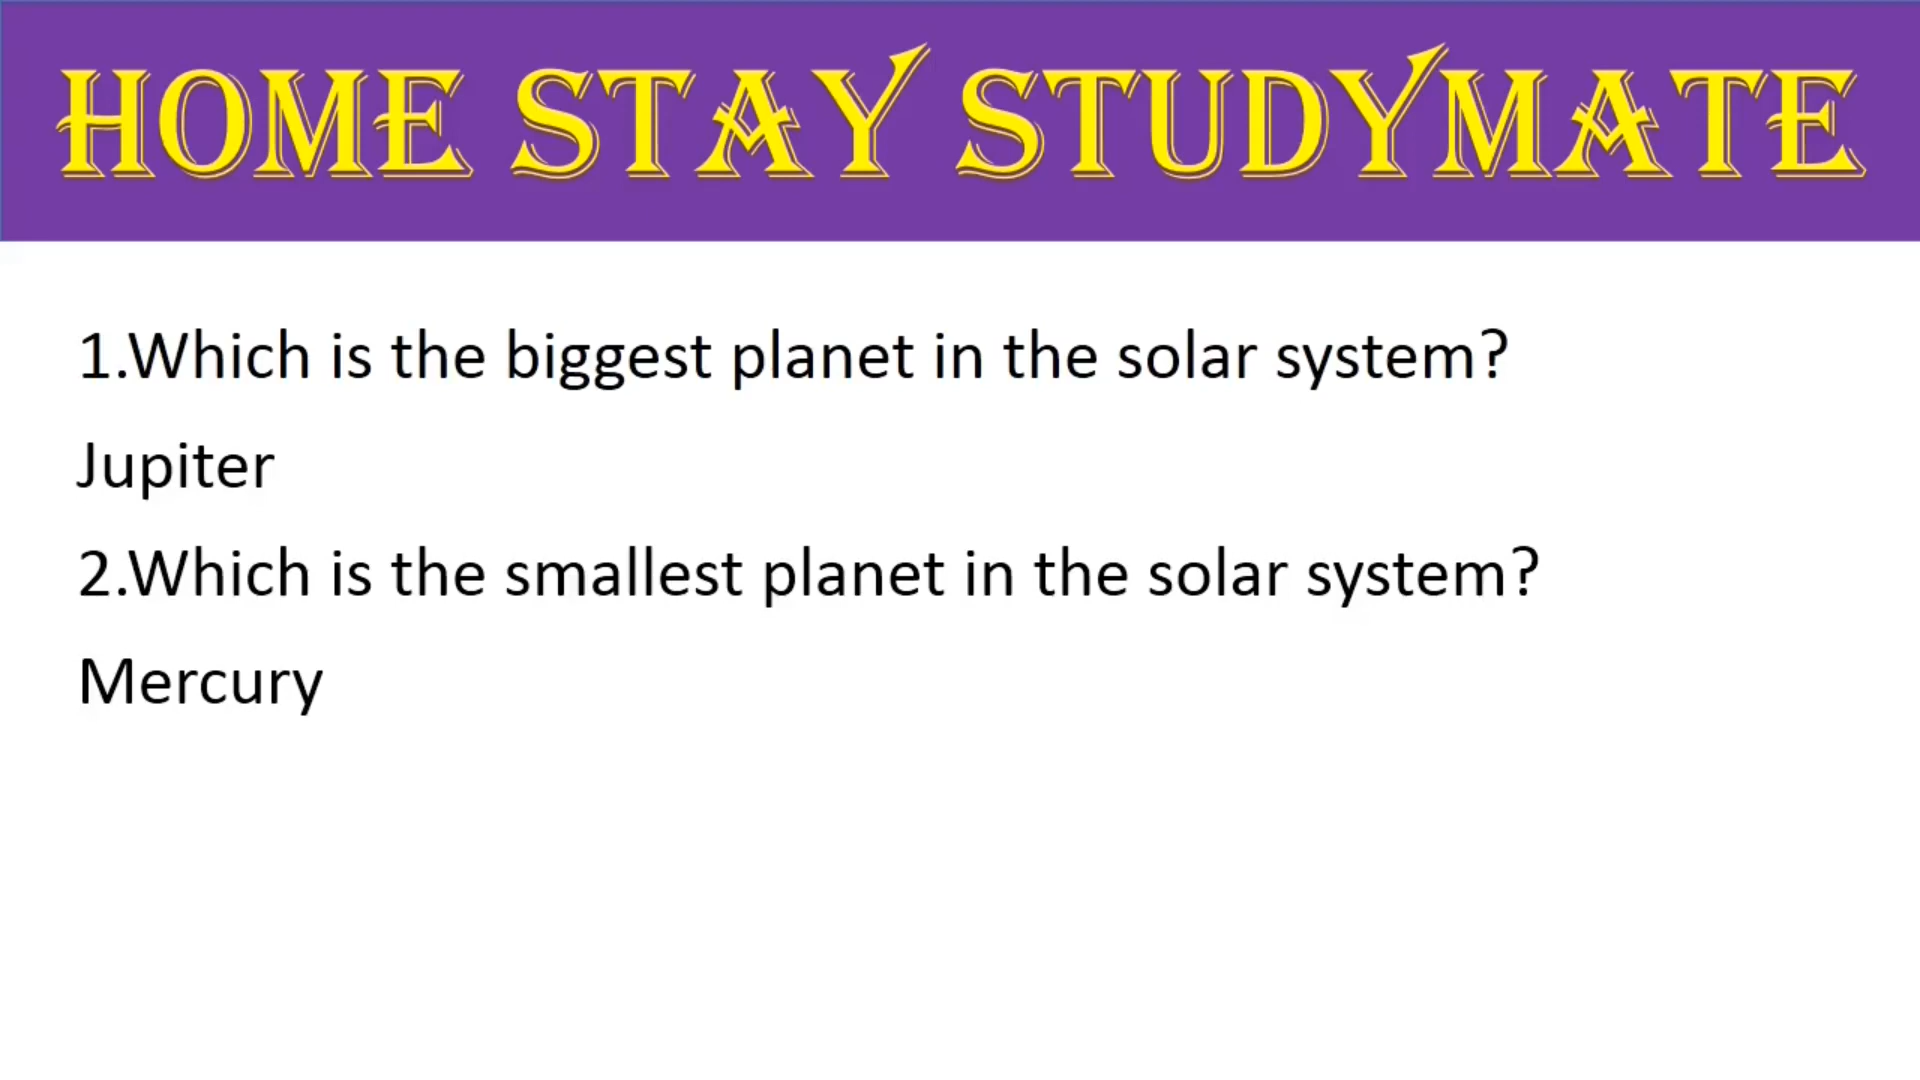 HOME STAY STUDYMATE
1.Which is the biggest planet in the solar system?
Jupiter
2.Which is the smallest planet in the solar system?
Mercury